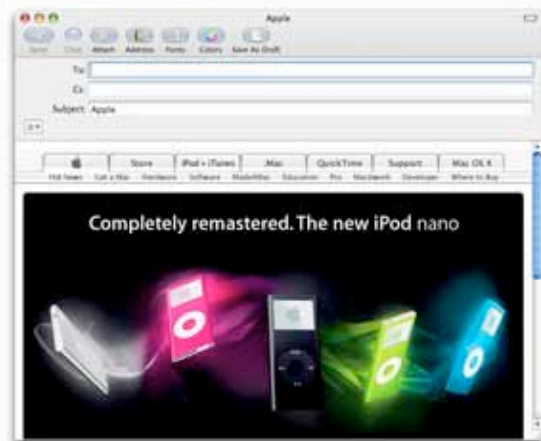 Apple
Send Chat Attach Address Fonts Colors Save As Draft
To:
Cc:
Subject: Apple
Store iPod + iTunes .Mac QuickTime Support Mac OS X
Hot News Get a Mac Hardware Software Made4Mac Education Pro Macbook Developer Where to Buy
Completely remastered. The new iPod nano